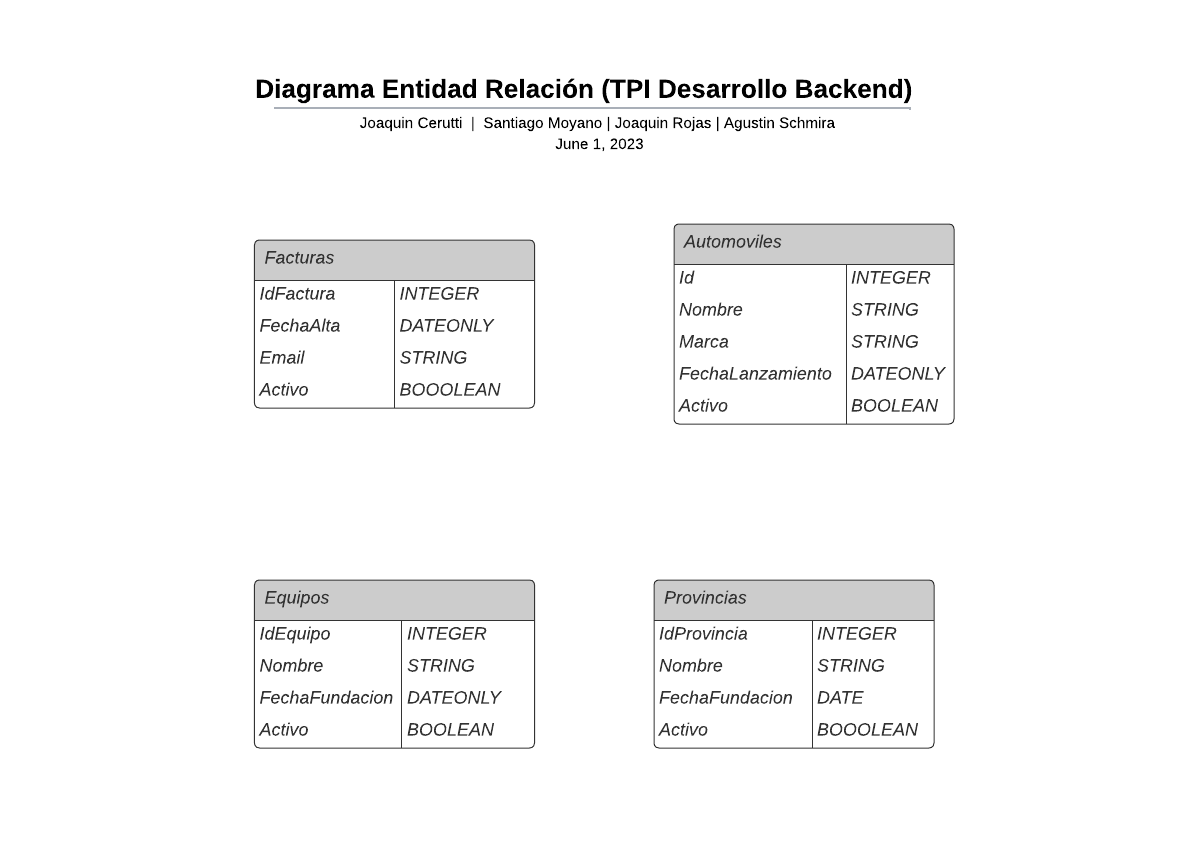 Diagrama Entidad Relación (TPI Desarrollo Backend)
Joaquin Cerutti | Santiago Moyano | Joaquin Rojas | Agustin Schmira
June 1, 2023
Facturas
IdFactura INTEGER
FechaAlta DATEONLY
Email STRING
Activo BOOOLEAN
Automoviles
Id INTEGER
Nombre STRING
Marca STRING
FechaLanzamiento DATEONLY
Activo BOOLEAN
Equipos
IdEquipo INTEGER
Nombre STRING
FechaFundacion DATEONLY
Activo BOOLEAN
Provincias
IdProvincia INTEGER
Nombre STRING
FechaFundacion DATE
Activo BOOOLEAN